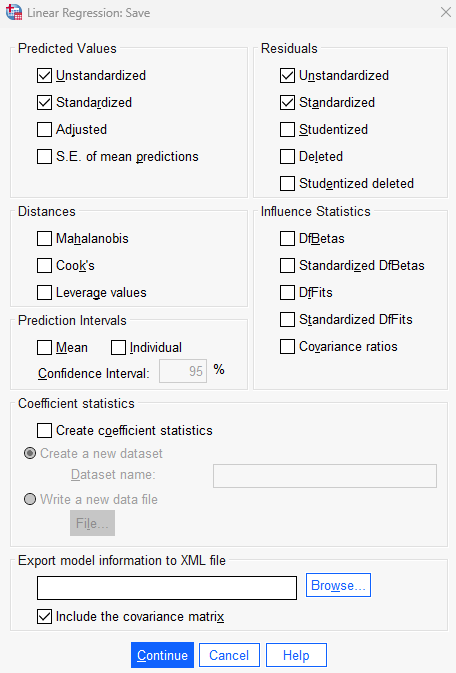 Linear Regression: Save
Predicted Values
Unstandardized
Standardized
Adjusted
S.E. of mean predictions
Residuals
Unstandardized
Standardized
Studentized
Deleted
Studentized deleted
Distances
Mahalanobis
Cook's
Leverage values
Influence Statistics
DfBetas
Standardized DfBetas
DfFits
Standardized DfFits
Covariance ratios
Prediction Intervals
Mean Individual
Confidence Interval: 95 %
Coefficient statistics
Create coefficient statistics
Create a new dataset
Dataset name:
Write a new data file
File...
Export model information to XML file
Browse...
Include the covariance matrix
Continue Cancel Help